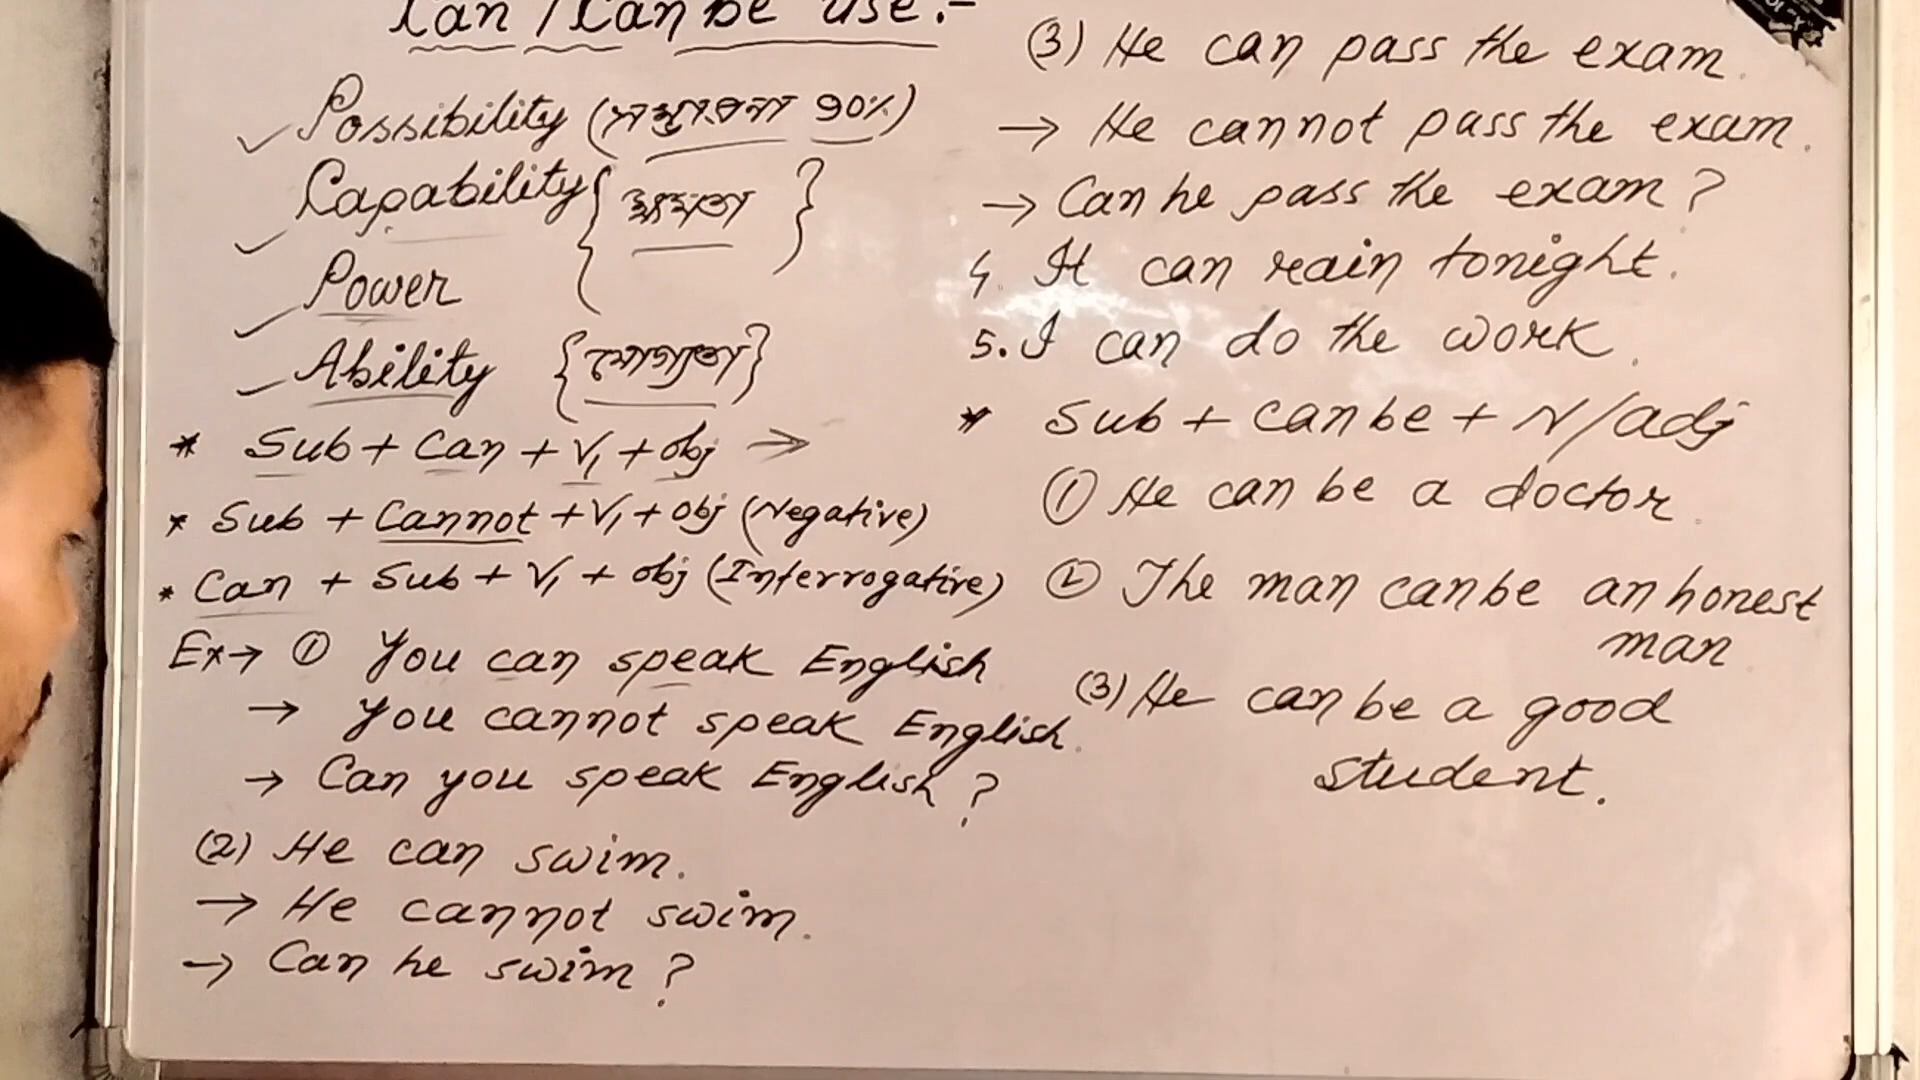 Can / Can be use :-
✓ Possibility (সম্ভাবনা 90%)
✓ Capability { ক্ষমতা }
✓ Power
✓ Ability {যোগ্যতা}
* Sub + Can + V₁ + obj →
* Sub + Cannot + V₁ + obj (Negative)
* Can + Sub + V₁ + obj (Interrogative)
Ex → ① You can speak English
→ You cannot speak English.
→ Can you speak English?
(2) He can swim.
→ He cannot swim.
→ Can he swim?
(3) He can pass the exam.
→ He cannot pass the exam.
→ Can he pass the exam?
4. It can rain tonight.
5. I can do the work.
* Sub + can be + N/adj
① He can be a doctor.
② The man can be an honest
man
(3) He can be a good
student.